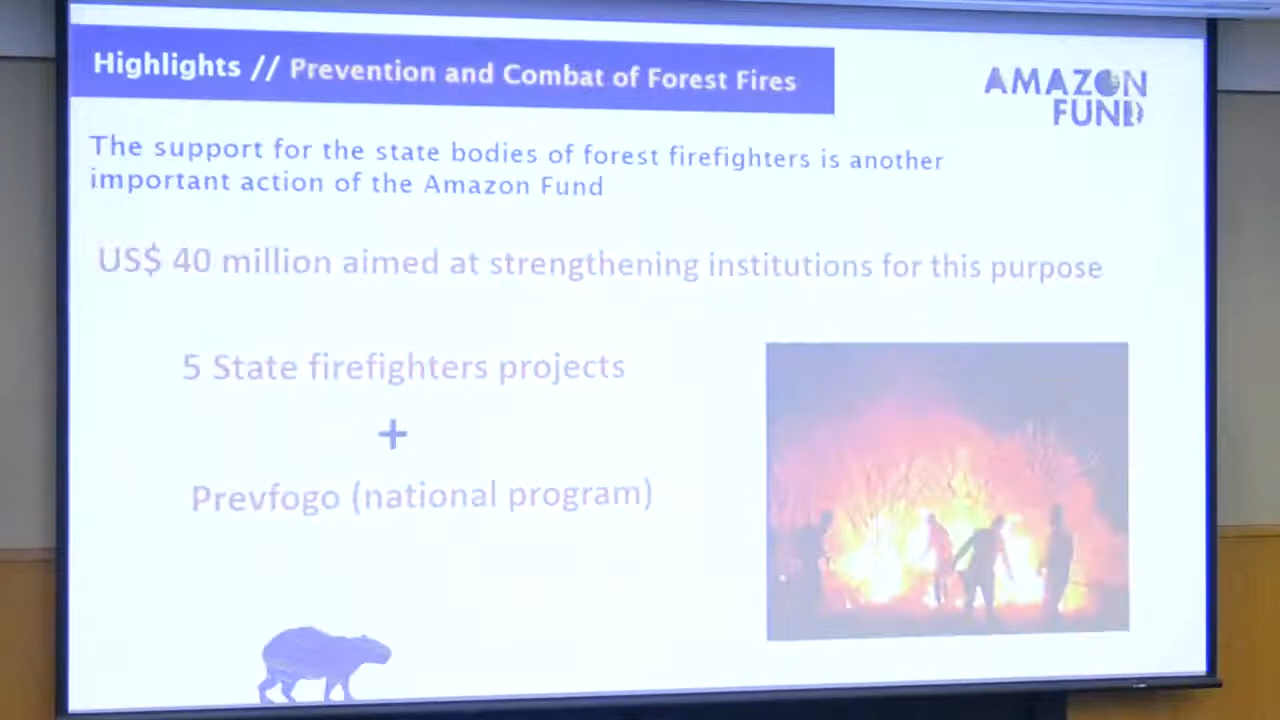 Highlights // Prevention and Combat of Forest Fires
AMAZON
FUND
The support for the state bodies of forest firefighters is another
important action of the Amazon Fund
US$ 40 million aimed at strengthening institutions for this purpose
5 State firefighters projects
+
Prevfogo (national program)